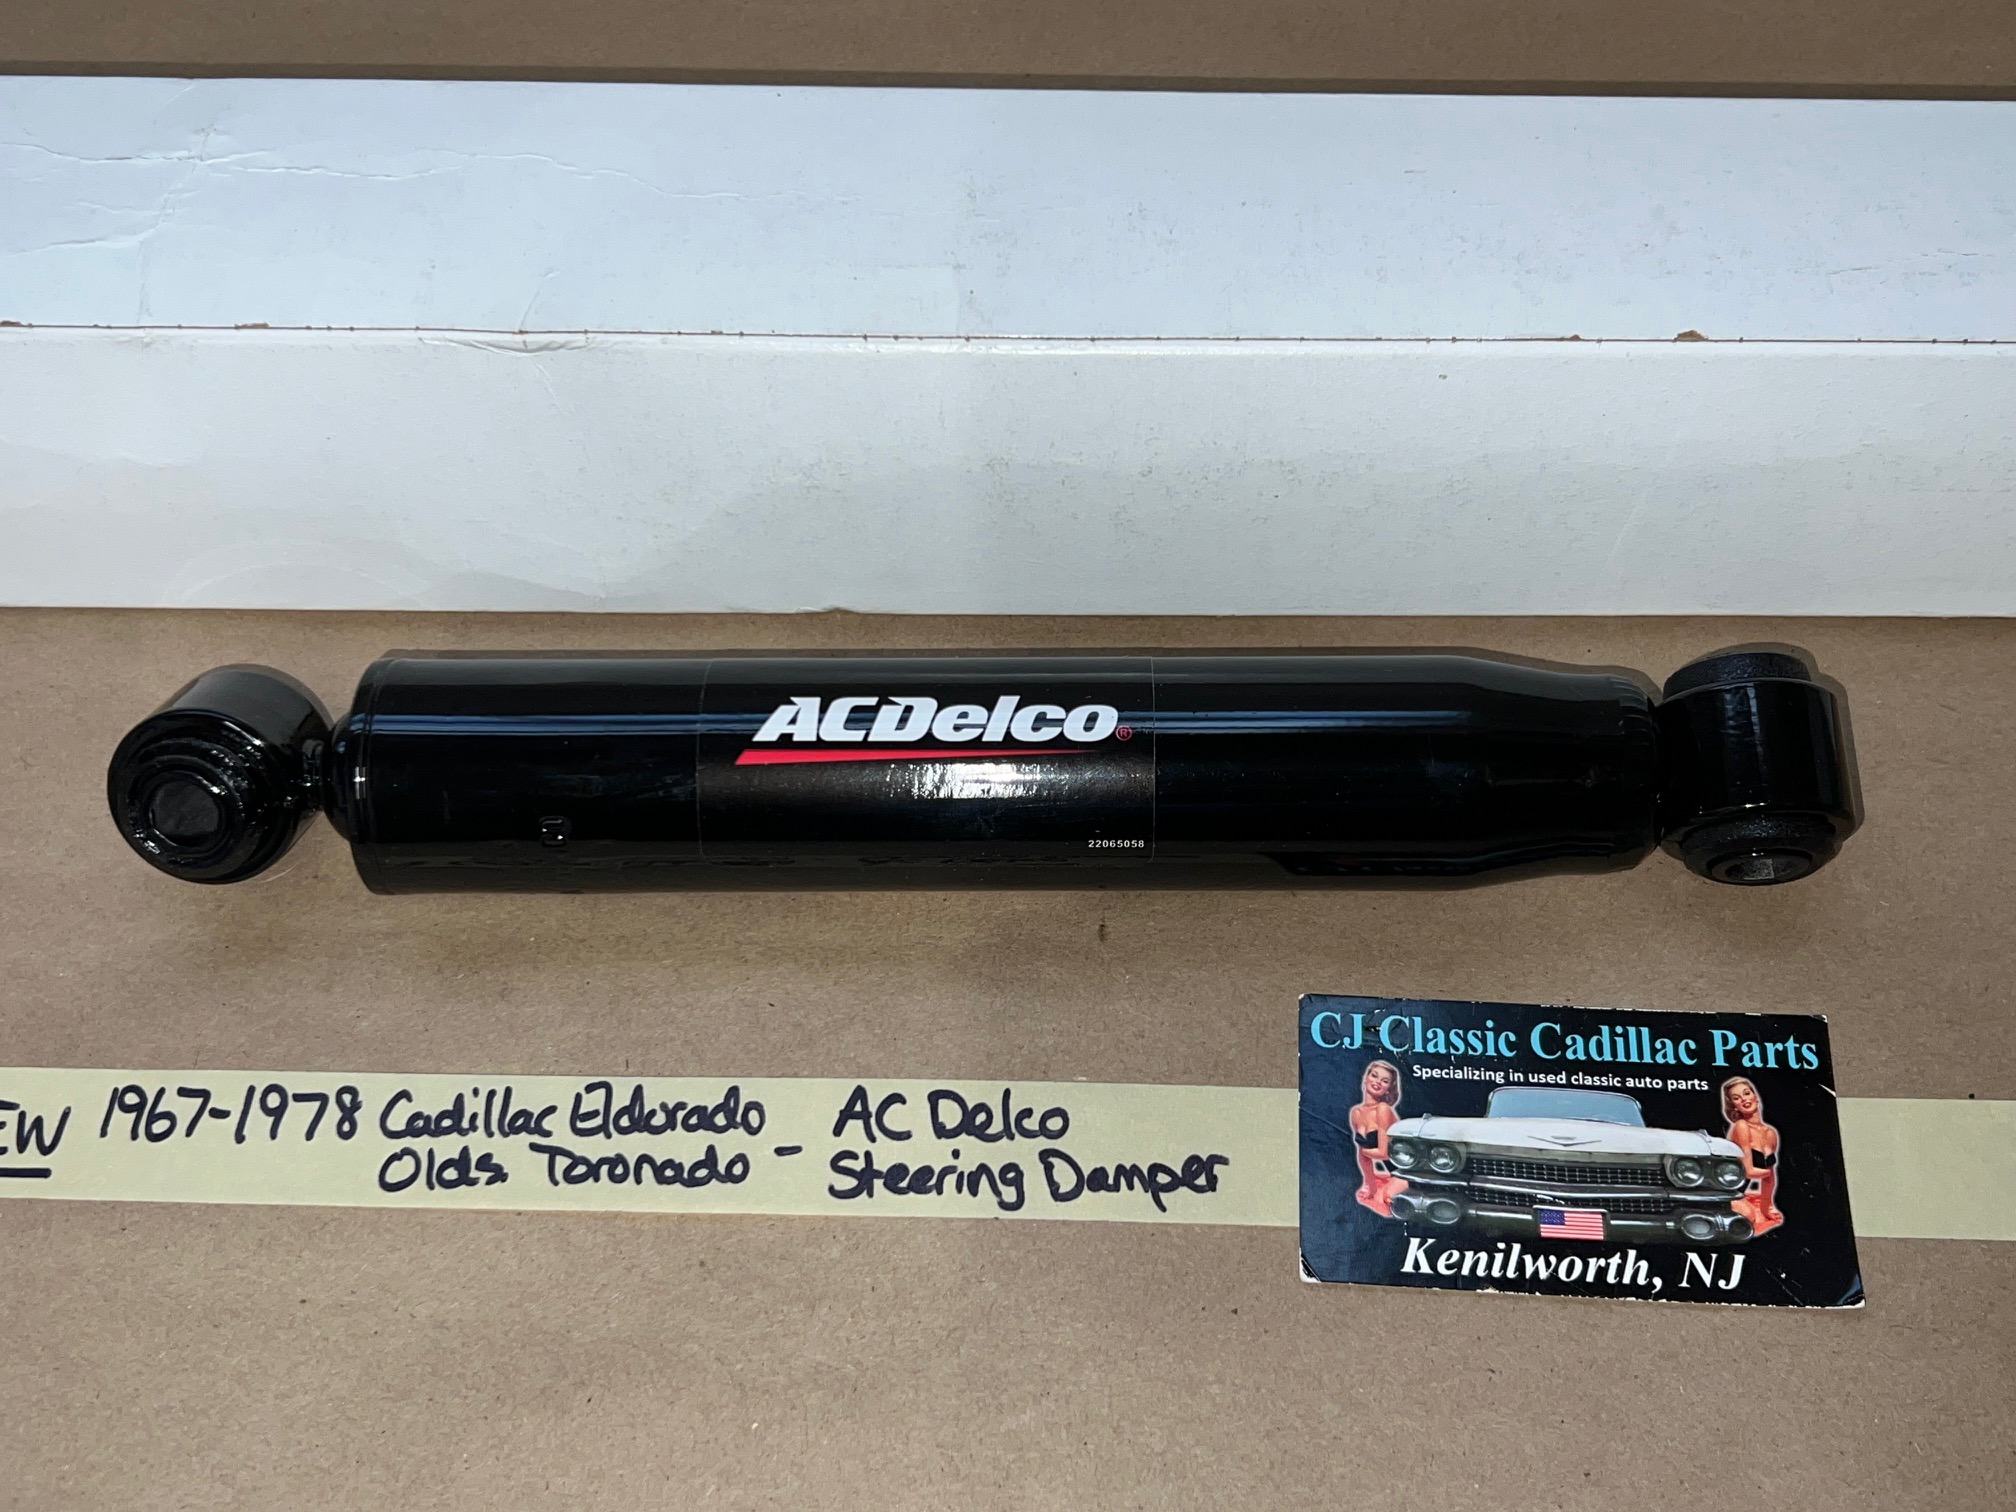 ACDelco®
22065058
1967-1978 Cadillac Eldorado - AC Delco
Olds. Toronado Steering Damper
CJ Classic Cadillac Parts
Specializing in used classic auto parts
Kenilworth, NJ